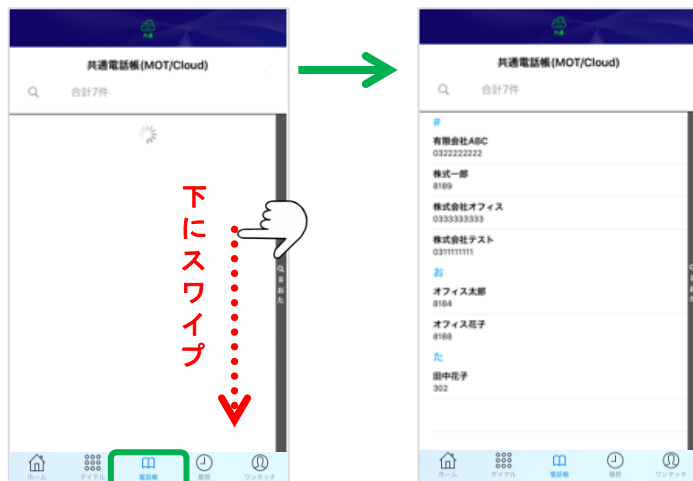 共通
共通電話帳(MOT/Cloud)
合計7件
下にスワイプ
#
お
た
ホーム
ダイヤル
電話帳
履歴
ワンタッチ
共通
共通電話帳(MOT/Cloud)
合計7件
#
有限会社ABC
0322222222
株式一郎
8189
株式会社オフィス
0333333333
株式会社テスト
0311111111
お
オフィス太郎
8184
オフィス花子
8188
た
田中花子
302
#
お
た
ホーム
ダイヤル
電話帳
履歴
ワンタッチ